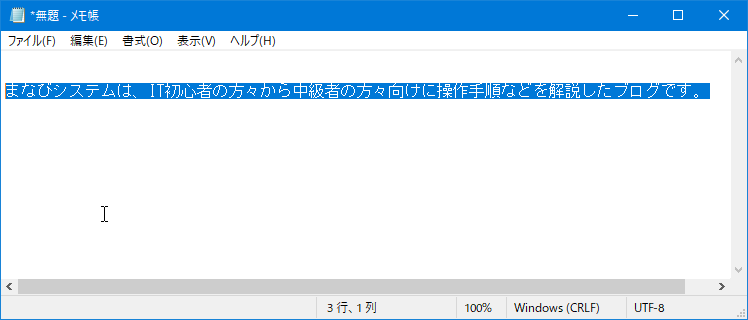 *無題 - メモ帳
ファイル(F) 編集(E) 書式(O) 表示(V) ヘルプ(H)
まなびシステムは、IT初心者の方々から中級者の方々向けに操作手順などを解説したブログです。
3 行、1 列 100% Windows (CRLF) UTF-8